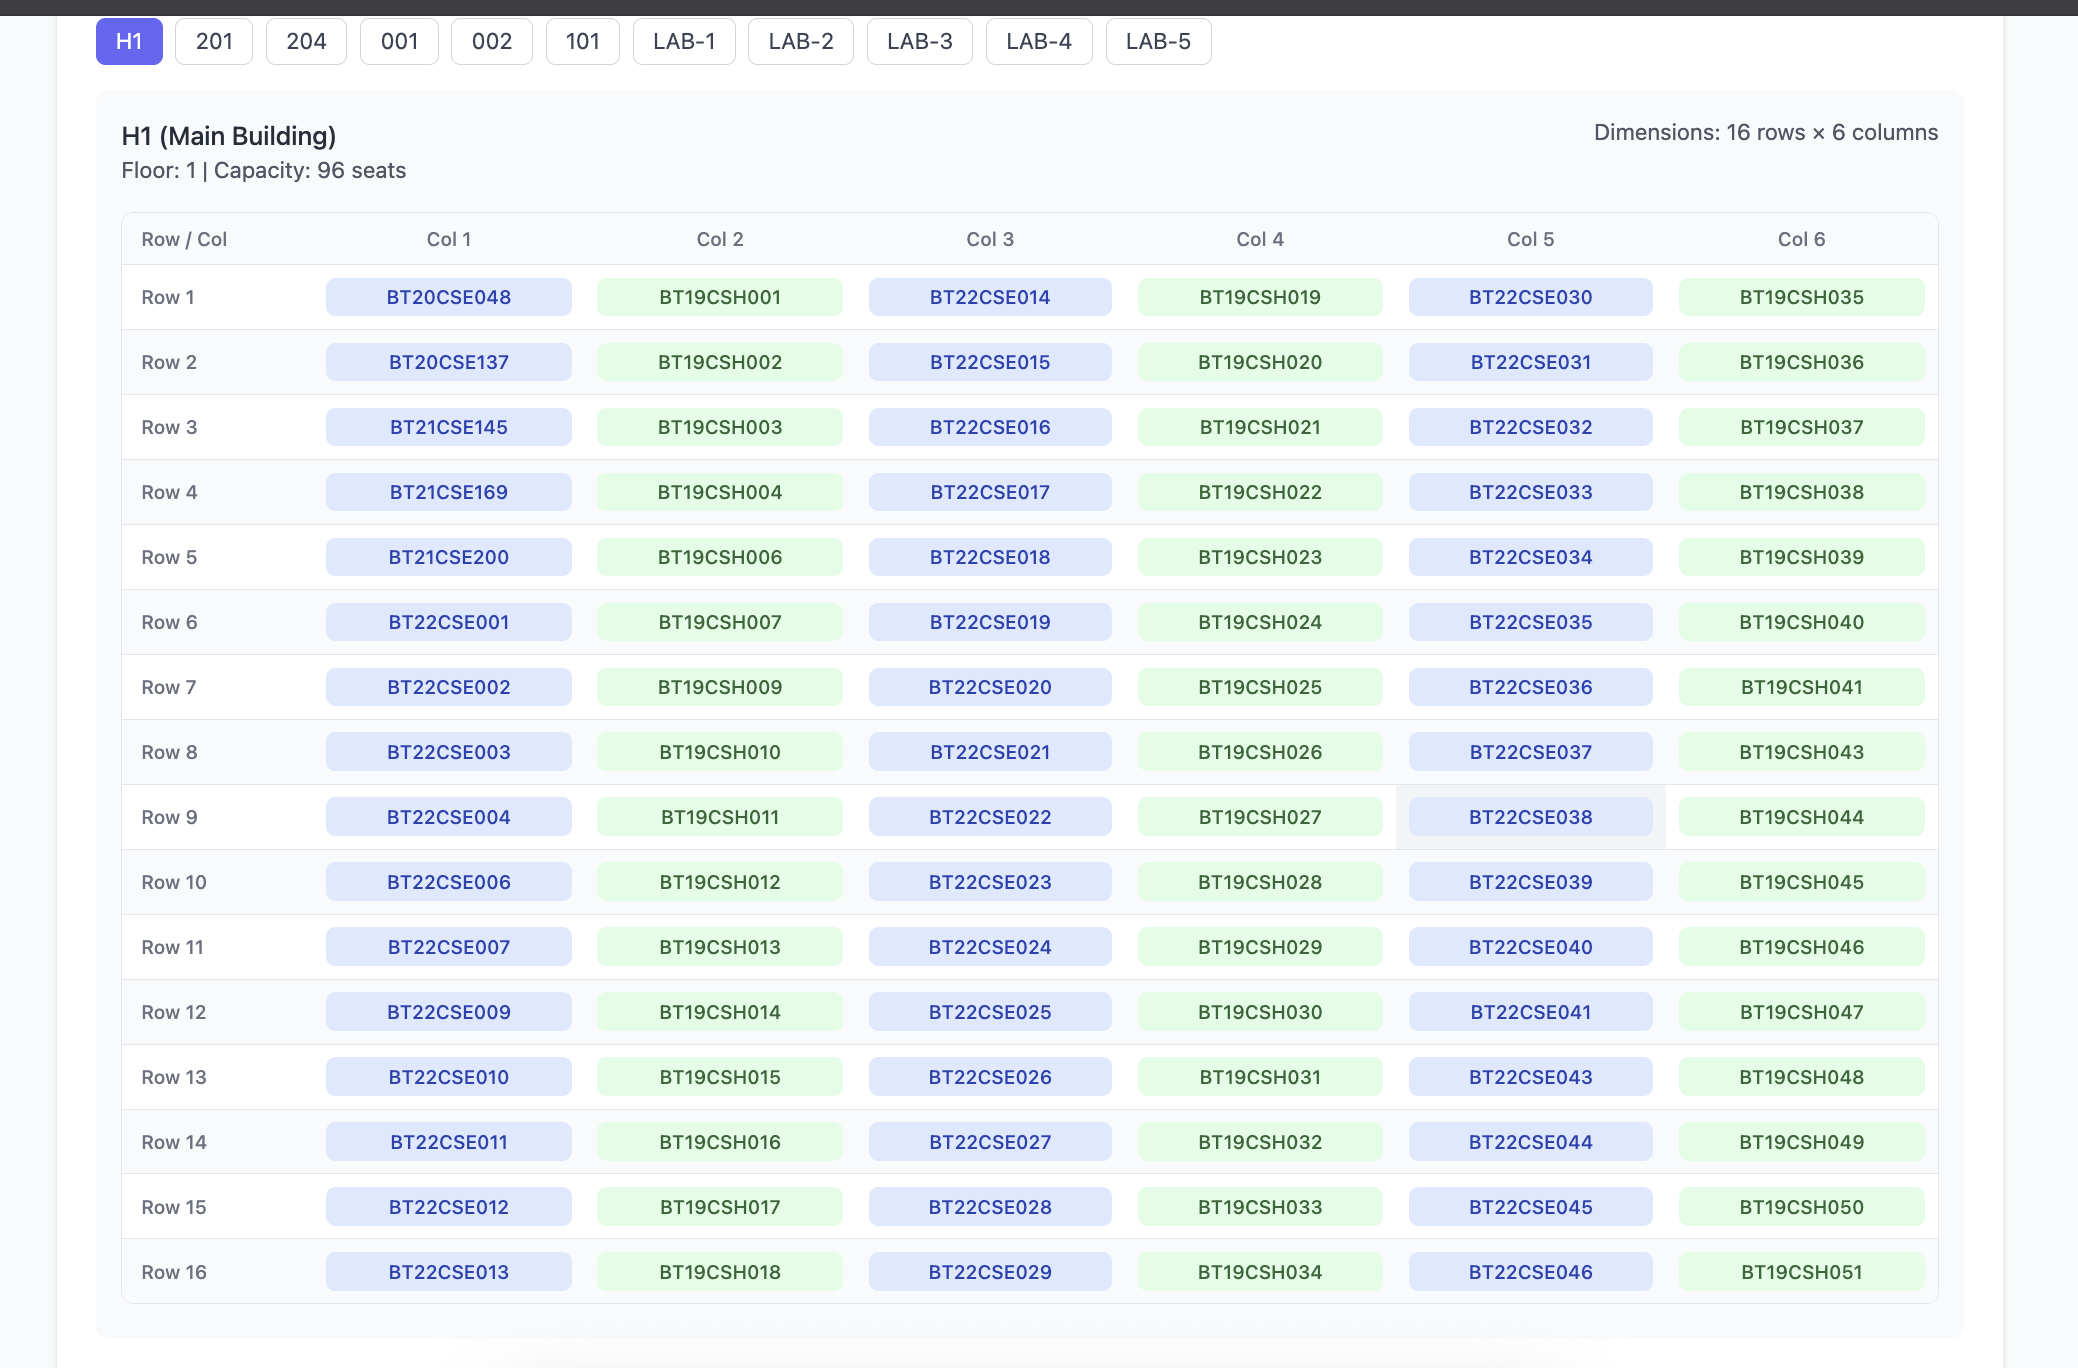 H1 201 204 001 002 101 LAB-1 LAB-2 LAB-3 LAB-4 LAB-5
H1 (Main Building) Dimensions: 16 rows × 6 columns
Floor: 1 | Capacity: 96 seats
Row / Col Col 1 Col 2 Col 3 Col 4 Col 5 Col 6
Row 1 BT20CSE048 BT19CSH001 BT22CSE014 BT19CSH019 BT22CSE030 BT19CSH035
Row 2 BT20CSE137 BT19CSH002 BT22CSE015 BT19CSH020 BT22CSE031 BT19CSH036
Row 3 BT21CSE145 BT19CSH003 BT22CSE016 BT19CSH021 BT22CSE032 BT19CSH037
Row 4 BT21CSE169 BT19CSH004 BT22CSE017 BT19CSH022 BT22CSE033 BT19CSH038
Row 5 BT21CSE200 BT19CSH006 BT22CSE018 BT19CSH023 BT22CSE034 BT19CSH039
Row 6 BT22CSE001 BT19CSH007 BT22CSE019 BT19CSH024 BT22CSE035 BT19CSH040
Row 7 BT22CSE002 BT19CSH009 BT22CSE020 BT19CSH025 BT22CSE036 BT19CSH041
Row 8 BT22CSE003 BT19CSH010 BT22CSE021 BT19CSH026 BT22CSE037 BT19CSH043
Row 9 BT22CSE004 BT19CSH011 BT22CSE022 BT19CSH027 BT22CSE038 BT19CSH044
Row 10 BT22CSE006 BT19CSH012 BT22CSE023 BT19CSH028 BT22CSE039 BT19CSH045
Row 11 BT22CSE007 BT19CSH013 BT22CSE024 BT19CSH029 BT22CSE040 BT19CSH046
Row 12 BT22CSE009 BT19CSH014 BT22CSE025 BT19CSH030 BT22CSE041 BT19CSH047
Row 13 BT22CSE010 BT19CSH015 BT22CSE026 BT19CSH031 BT22CSE043 BT19CSH048
Row 14 BT22CSE011 BT19CSH016 BT22CSE027 BT19CSH032 BT22CSE044 BT19CSH049
Row 15 BT22CSE012 BT19CSH017 BT22CSE028 BT19CSH033 BT22CSE045 BT19CSH050
Row 16 BT22CSE013 BT19CSH018 BT22CSE029 BT19CSH034 BT22CSE046 BT19CSH051